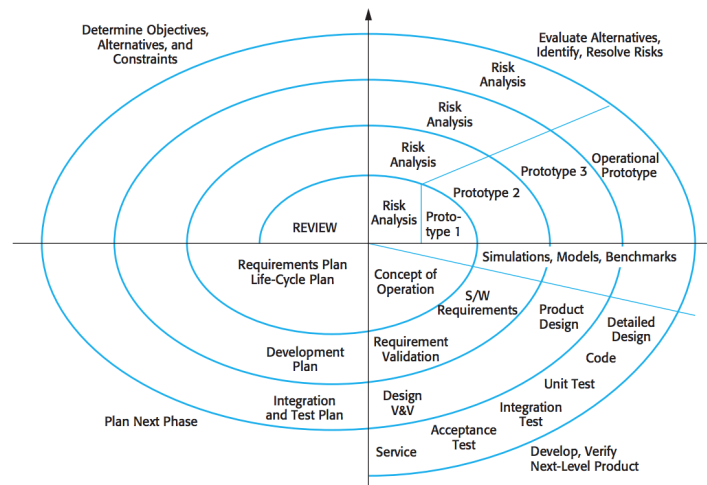 Determine Objectives,
Alternatives, and
Constraints
Evaluate Alternatives,
Identify, Resolve Risks
Risk
Analysis
Risk
Analysis
Risk
Analysis
Risk
Analysis
Proto-
type 1
Prototype 2
Prototype 3
Operational
Prototype
REVIEW
Requirements Plan
Life-Cycle Plan
Concept of
Operation
Simulations, Models, Benchmarks
S/W
Requirements
Product
Design
Detailed
Design
Development
Plan
Requirement
Validation
Code
Unit Test
Integration
and Test Plan
Design
V&V
Integration
Test
Acceptance
Test
Service
Plan Next Phase
Develop, Verify
Next-Level Product